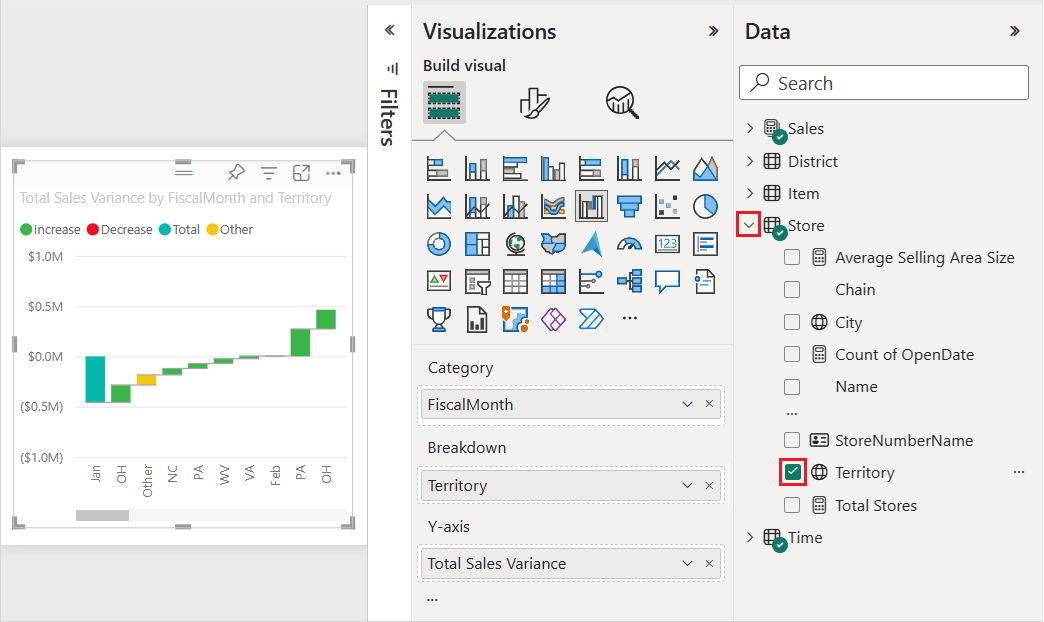 Total Sales Variance by FiscalMonth and Territory
Increase Decrease Total Other
$1.0M
$0.5M
$0.0M
($0.5M)
($1.0M)
Jan OH Other NC PA WV VA Feb PA OH
Filters
Visualizations
Build visual
123
Category
FiscalMonth
Breakdown
Territory
Y-axis
Total Sales Variance
...
Data
Search
Sales
District
Item
Store
Average Selling Area Size
Chain
City
Count of OpenDate
Name
...
StoreNumberName
Territory
Total Stores
Time